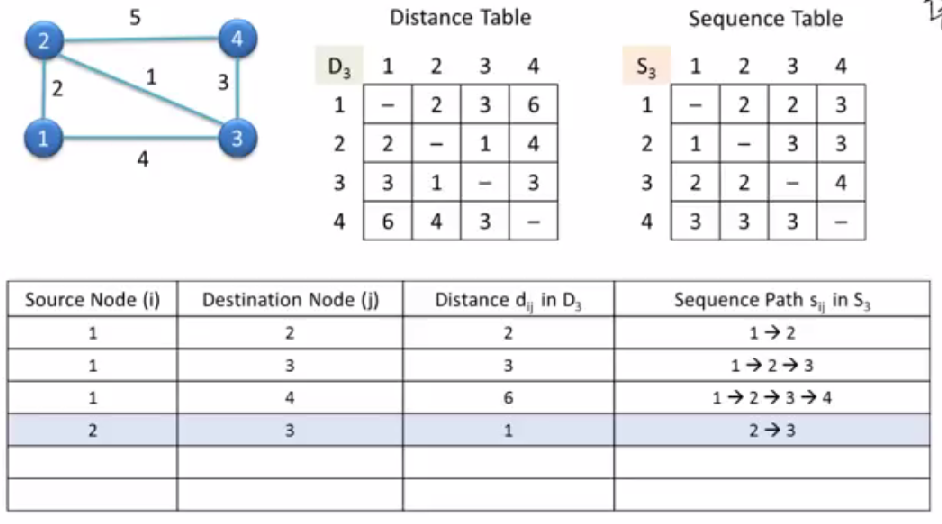 5
2
4
2
1
3
1
3
4
Distance Table
D3 1 2 3 4
1 – 2 3 6
2 2 – 1 4
3 3 1 – 3
4 6 4 3 –
Sequence Table
S3 1 2 3 4
1 – 2 2 3
2 1 – 3 3
3 2 2 – 4
4 3 3 3 –
Source Node (i) Destination Node (j) Distance dij in D3 Sequence Path sij in S3
1 2 2 1 → 2
1 3 3 1 → 2 → 3
1 4 6 1 → 2 → 3 → 4
2 3 1 2 → 3